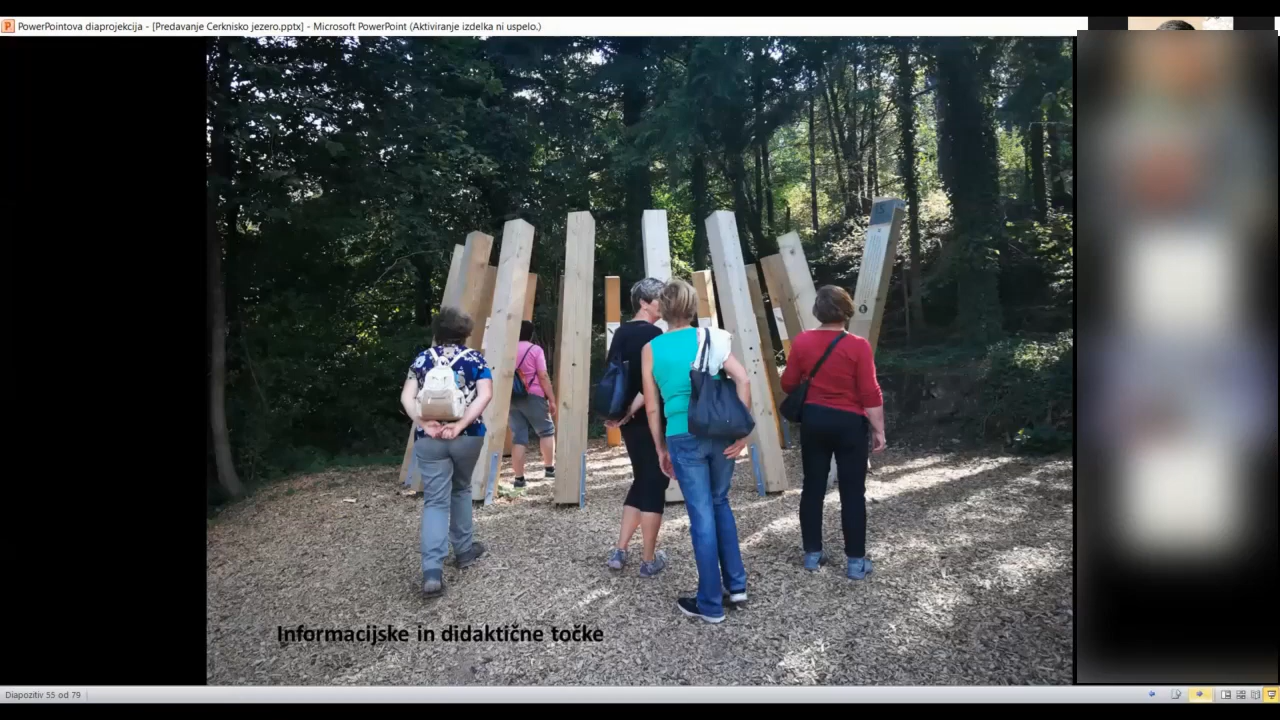 PowerPointova diaprojekcija - [Predavanje Cerknisko jezero.pptx] - Microsoft PowerPoint (Aktiviranje izdelka ni uspelo.)
Informacijske in didaktične točke
Diapozitiv 55 od 79